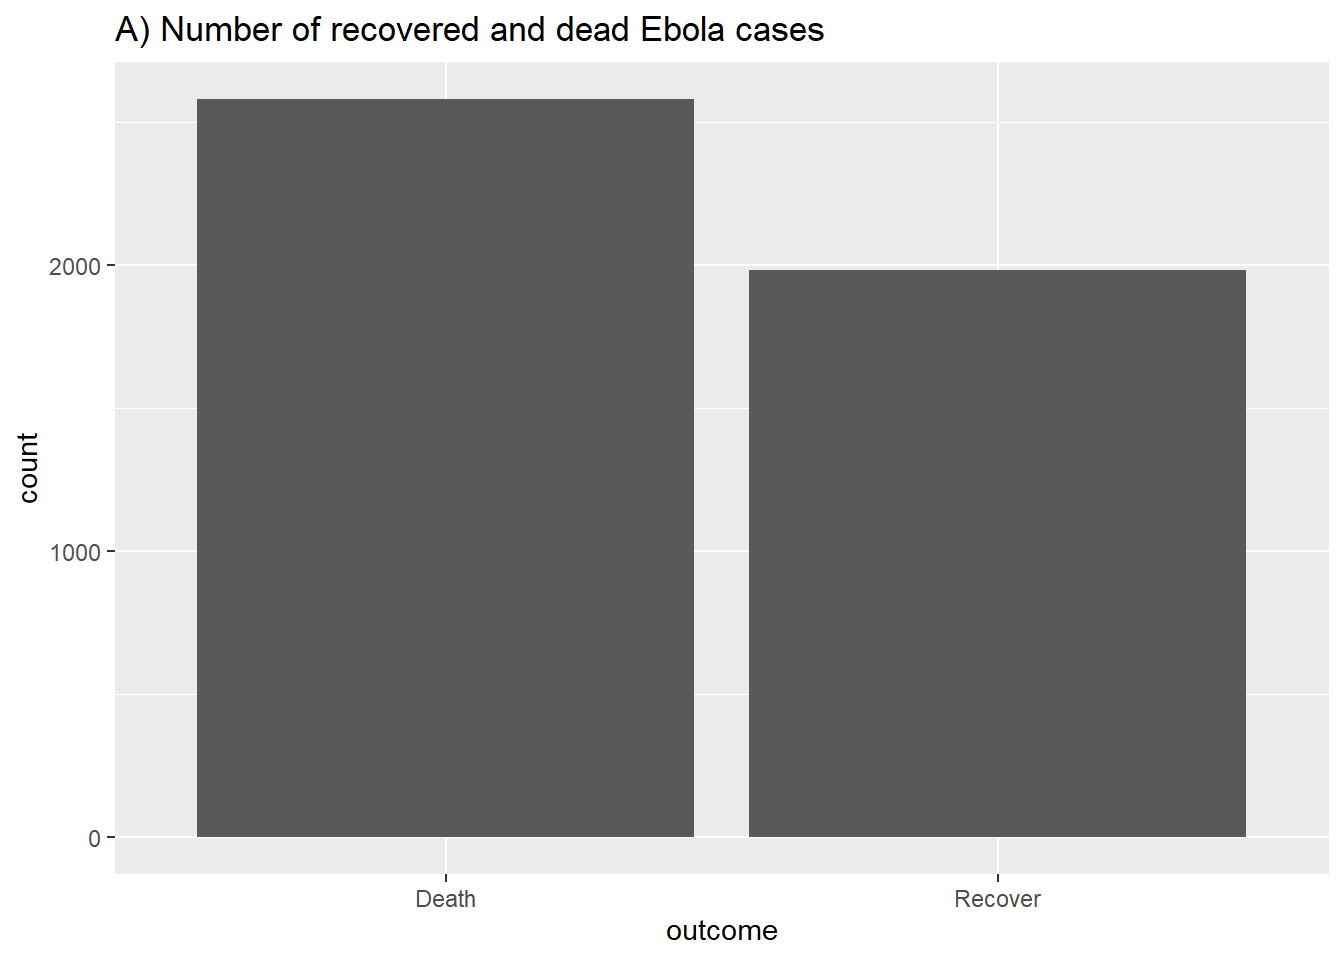 A) Number of recovered and dead Ebola cases
count
2000
1000
0
Death
Recover
outcome